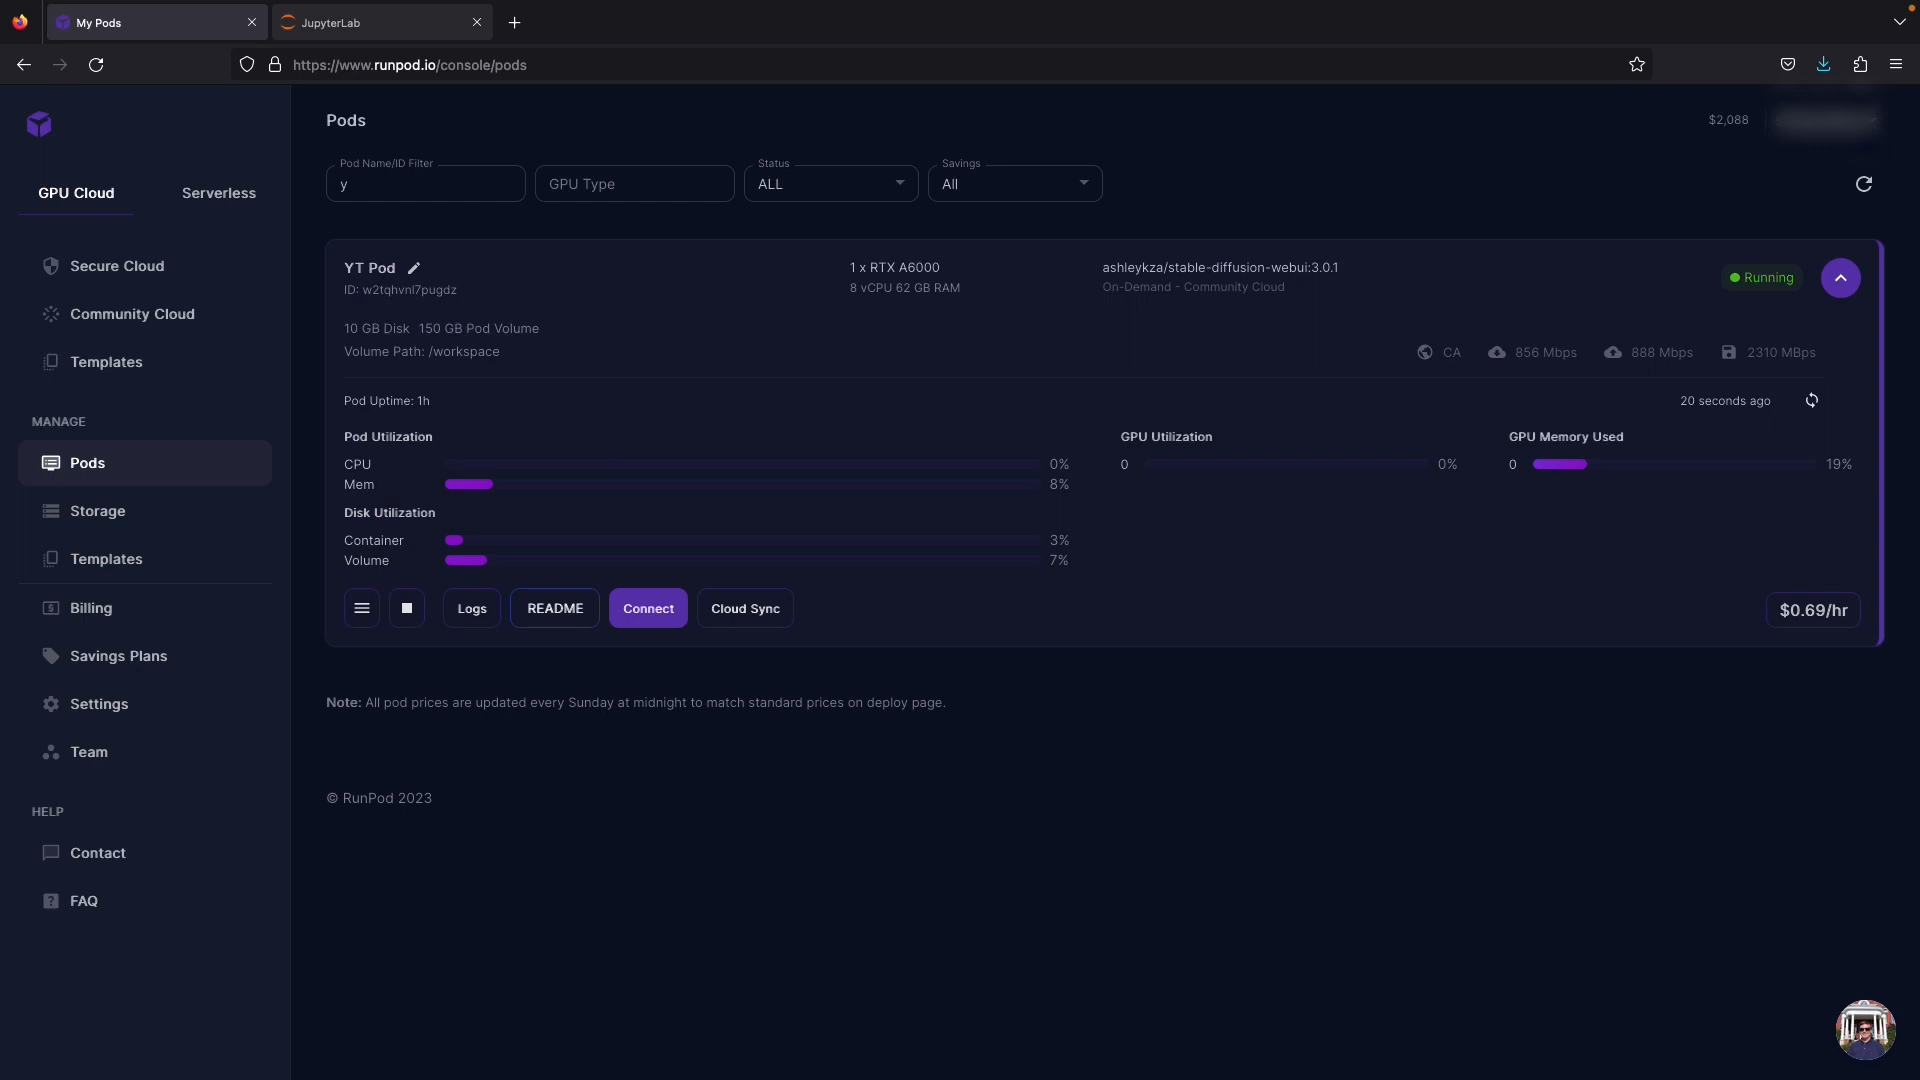 My Pods
JupyterLab
https://www.runpod.io/console/pods
Pods
$2,088
GPU Cloud
Serverless
Pod Name/ID Filter
y
GPU Type
Status
ALL
Savings
All
Secure Cloud
Community Cloud
Templates
MANAGE
Pods
Storage
Templates
Billing
Savings Plans
Settings
Team
HELP
Contact
FAQ
YT Pod
ID: w2tqhvnl7pugdz
1 x RTX A6000
8 vCPU 62 GB RAM
ashleykza/stable-diffusion-webui:3.0.1
On-Demand - Community Cloud
Running
10 GB Disk 150 GB Pod Volume
Volume Path: /workspace
CA
856 Mbps
888 Mbps
2310 MBps
Pod Uptime: 1h
20 seconds ago
Pod Utilization
CPU 0%
Mem 8%
GPU Utilization
0 0%
GPU Memory Used
0 19%
Disk Utilization
Container 3%
Volume 7%
Logs
README
Connect
Cloud Sync
$0.69/hr
Note: All pod prices are updated every Sunday at midnight to match standard prices on deploy page.
© RunPod 2023